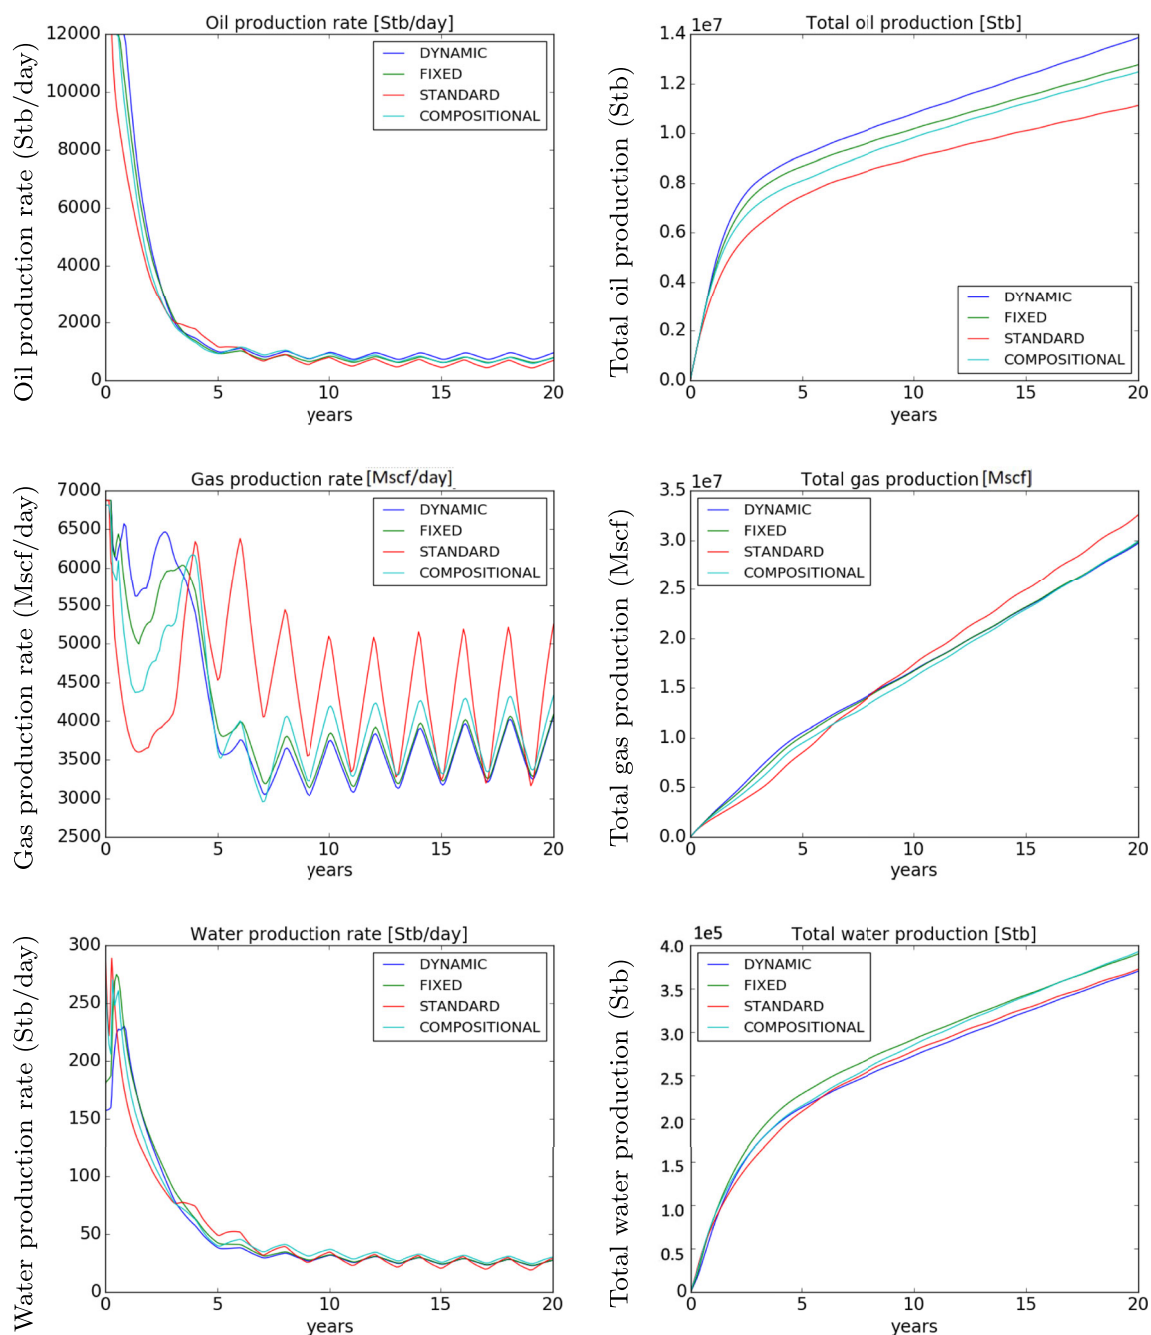 Oil production rate [Stb/day]
Oil production rate (Stb/day)
12000
10000
8000
6000
4000
2000
0
DYNAMIC
FIXED
STANDARD
COMPOSITIONAL
0 5 10 15 20
years
Total oil production [Stb]
1e7
Total oil production (Stb)
1.4
1.2
1.0
0.8
0.6
0.4
0.2
0.0
DYNAMIC
FIXED
STANDARD
COMPOSITIONAL
0 5 10 15 20
years
Gas production rate [Mscf/day]
Gas production rate (Mscf/day)
7000
6500
6000
5500
5000
4500
4000
3500
3000
2500
DYNAMIC
FIXED
STANDARD
COMPOSITIONAL
0 5 10 15 20
years
Total gas production [Mscf]
1e7
Total gas production (Mscf)
3.5
3.0
2.5
2.0
1.5
1.0
0.5
0.0
DYNAMIC
FIXED
STANDARD
COMPOSITIONAL
0 5 10 15 20
years
Water production rate [Stb/day]
Water production rate (Stb/day)
300
250
200
150
100
50
0
DYNAMIC
FIXED
STANDARD
COMPOSITIONAL
0 5 10 15 20
years
Total water production [Stb]
1e5
Total water production (Stb)
4.0
3.5
3.0
2.5
2.0
1.5
1.0
0.5
0
DYNAMIC
FIXED
STANDARD
COMPOSITIONAL
0 5 10 15 20
years